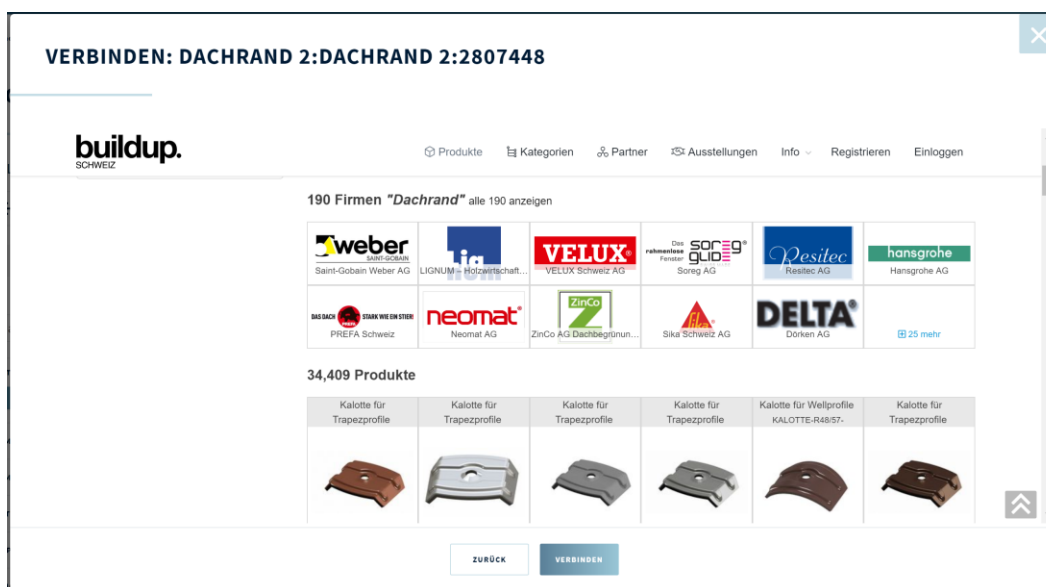 VERBINDEN: DACHRAND 2:DACHRAND 2:2807448
buildup.
SCHWEIZ
Produkte Kategorien Partner Ausstellungen Info Registrieren Einloggen
190 Firmen "Dachrand" alle 190 anzeigen
weber
SAINT-GOBAIN
Saint-Gobain Weber AG
LIGNUM – Holzwirtschaft...
VELUX
VELUX Schweiz AG
Das
rahmenlose
Fenster
soreg®
GLID
Soreg AG
Resitec
Resitec AG
hansgrohe
Hansgrohe AG
DAS DACH PREFA STARK WIE EIN STIER!
PREFA Schweiz
neomat®
Neomat AG
ZinCo
ZinCo AG Dachbegrünun...
Sika
Sika Schweiz AG
DELTA®
Dörken AG
25 mehr
34,409 Produkte
Kalotte für Kalotte für Kalotte für Kalotte für Kalotte für Wellprofile Kalotte für
Trapezprofile Trapezprofile Trapezprofile Trapezprofile KALOTTE-R48/57- Trapezprofile
ZURÜCK VERBINDEN